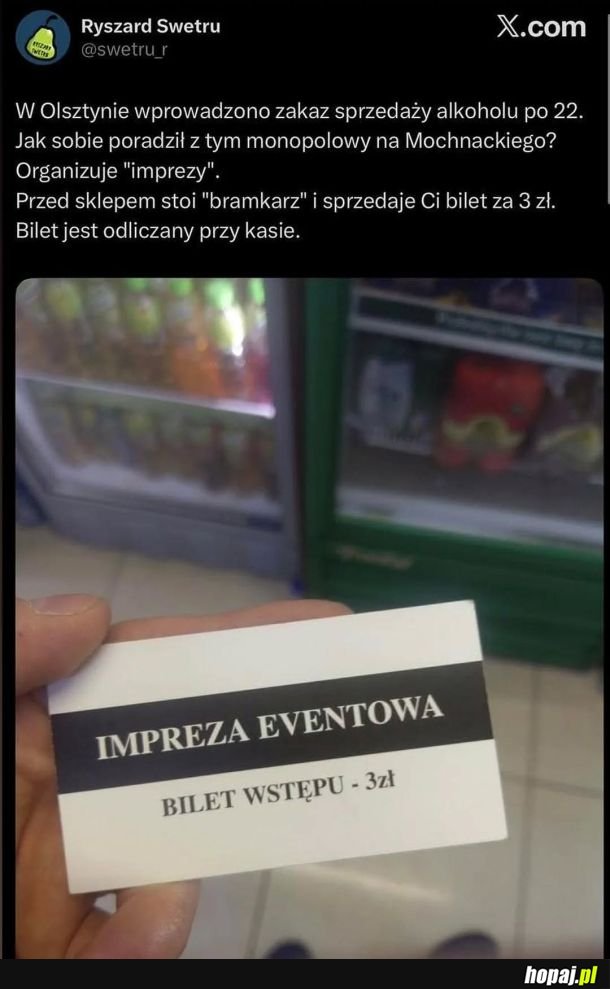 Ryszard Swetru
@swetru_r
X.com
W Olsztynie wprowadzono zakaz sprzedaży alkoholu po 22.
Jak sobie poradził z tym monopolowy na Mochnackiego?
Organizuje "imprezy".
Przed sklepem stoi "bramkarz" i sprzedaje Ci bilet za 3 zł.
Bilet jest odliczany przy kasie.
IMPREZA EVENTOWA
BILET WSTĘPU - 3zł
hopaj.pl